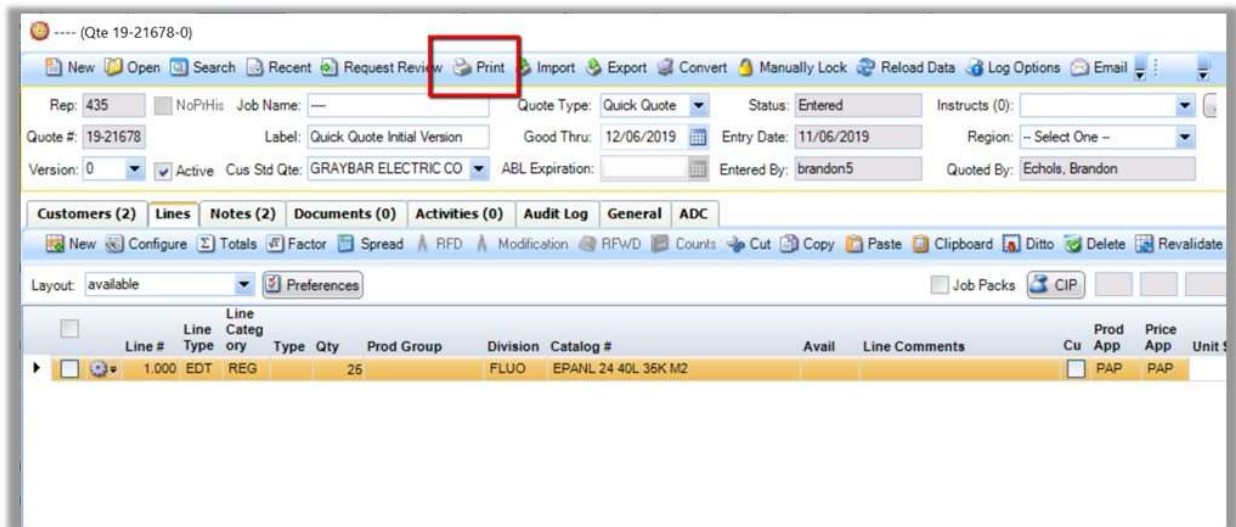 ---- (Qte 19-21678-0)
New Open Search Recent Request Review Print Import Export Convert Manually Lock Reload Data Log Options Email
Rep: 435 NoPrHis Job Name: --- Quote Type: Quick Quote Status: Entered Instructs (0):
Quote #: 19-21678 Label: Quick Quote Initial Version Good Thru: 12/06/2019 Entry Date: 11/06/2019 Region: -- Select One --
Version: 0 Active Cus Std Qte: GRAYBAR ELECTRIC CO ABL Expiration: Entered By: brandon5 Quoted By: Echols, Brandon
Customers (2) Lines Notes (2) Documents (0) Activities (0) Audit Log General ADC
New Configure Totals Factor Spread RFD Modification RFWD Counts Cut Copy Paste Clipboard Ditto Delete Revalidate
Layout: available Preferences Job Packs CIP
Line
Line Categ Prod Price
Line # Type ory Type Qty Prod Group Division Catalog # Avail Line Comments Cu App App Unit
1.000 EDT REG 25 FLUO EPANL 24 40L 35K M2 PAP PAP